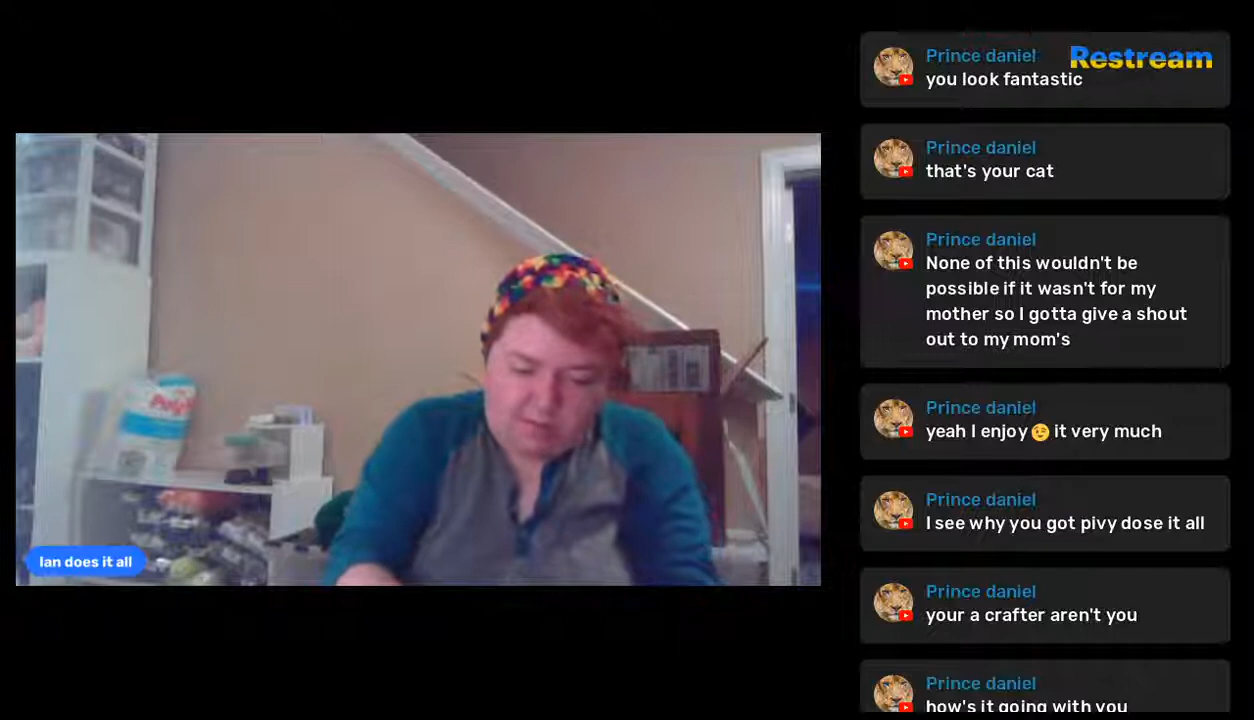 Prince daniel
Restream
you look fantastic
Prince daniel
that's your cat
Prince daniel
None of this wouldn't be
possible if it wasn't for my
mother so I gotta give a shout
out to my mom's
Prince daniel
yeah I enjoy 😉 it very much
Prince daniel
I see why you got pivy dose it all
Prince daniel
your a crafter aren't you
Prince daniel
how's it going with you
Ian does it all